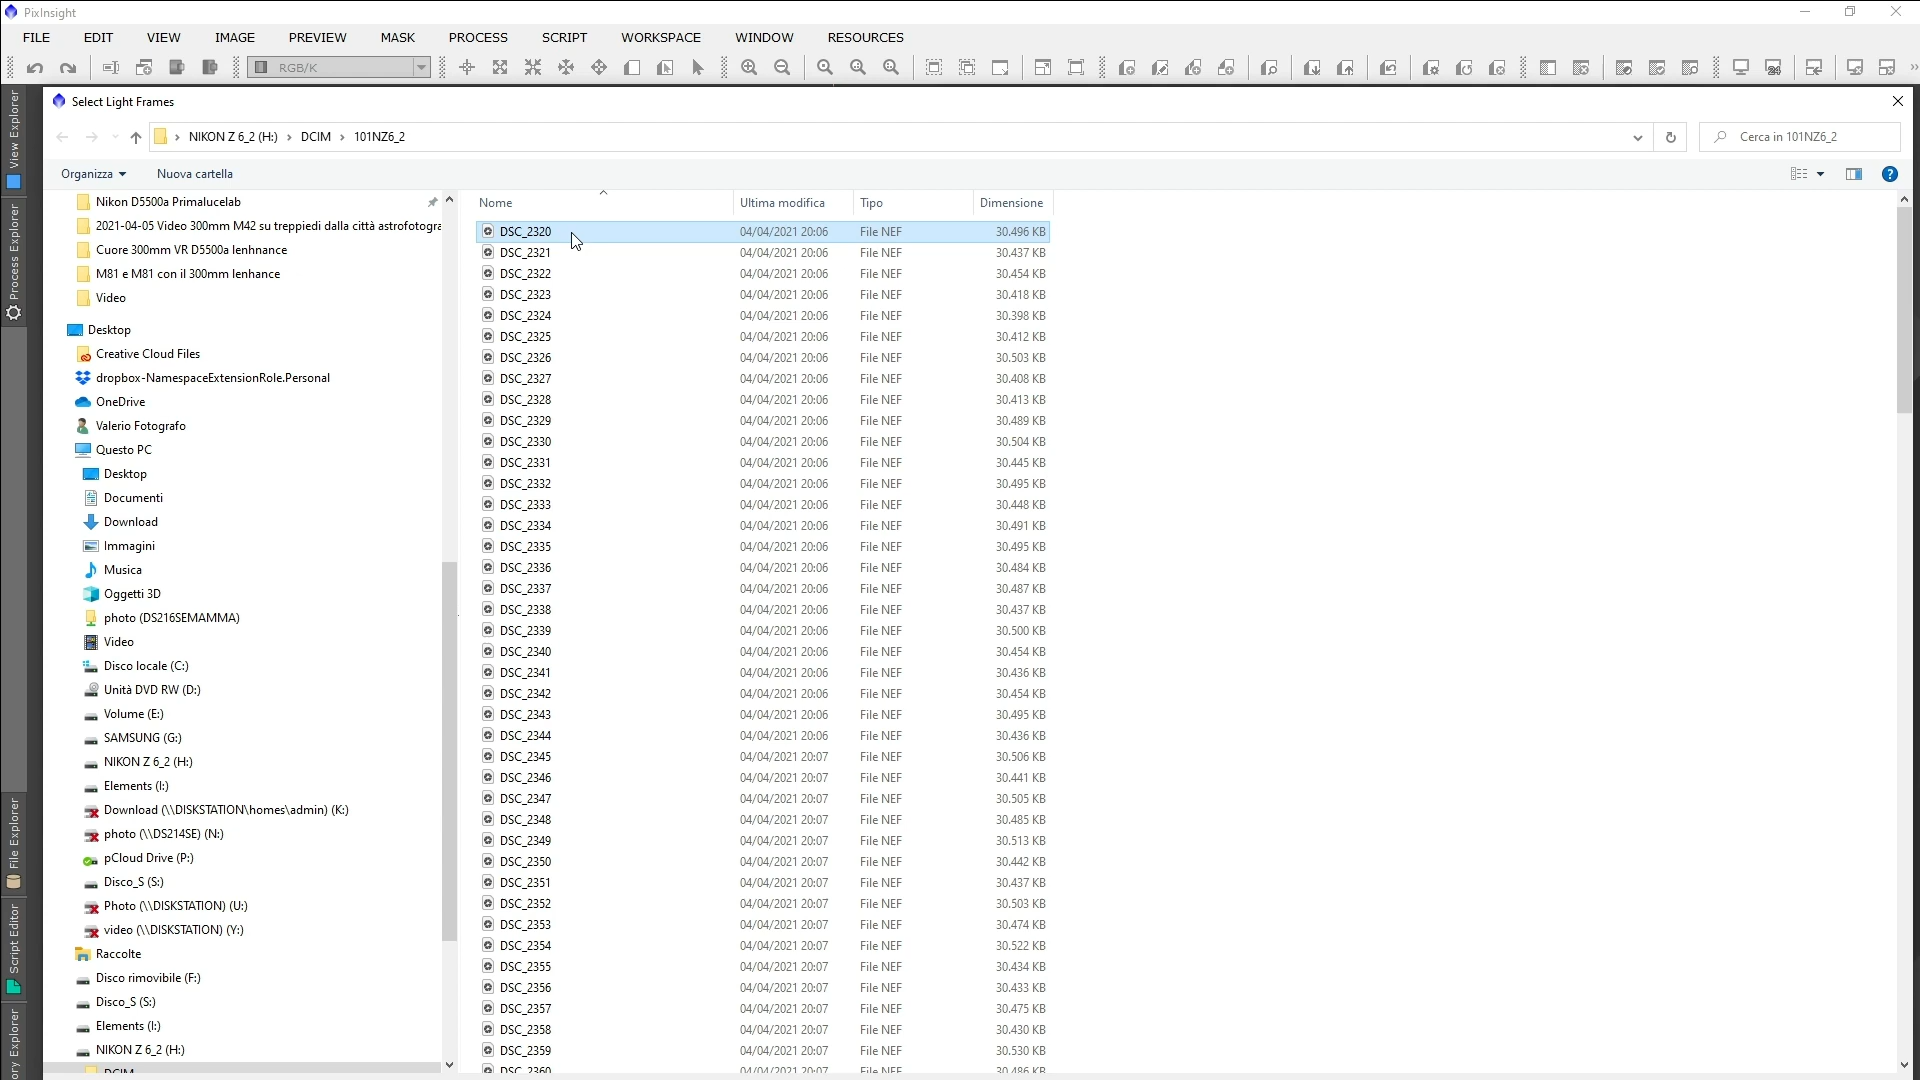 PixInsight
FILE EDIT VIEW IMAGE PREVIEW MASK PROCESS SCRIPT WORKSPACE WINDOW RESOURCES
RGB/K
View Explorer
Process Explorer
File Explorer
Script Editor
ory Explorer
Select Light Frames
NIKON Z 6_2 (H:) › DCIM › 101NZ6_2
Cerca in 101NZ6_2
Organizza
Nuova cartella
Nikon D5500a Primalucelab
2021-04-05 Video 300mm M42 su treppiedi dalla città astrofotogra
Cuore 300mm VR D5500a lenhnance
M81 e M81 con il 300mm lenhance
Video
Desktop
Creative Cloud Files
dropbox-NamespaceExtensionRole.Personal
OneDrive
Valerio Fotografo
Questo PC
Desktop
Documenti
Download
Immagini
Musica
Oggetti 3D
photo (DS216SEMAMMA)
Video
Disco locale (C:)
Unità DVD RW (D:)
Volume (E:)
SAMSUNG (G:)
NIKON Z 6_2 (H:)
Elements (I:)
Download (\\DISKSTATION\homes\admin) (K:)
photo (\\DS214SE) (N:)
pCloud Drive (P:)
Disco_S (S:)
Photo (\\DISKSTATION) (U:)
video (\\DISKSTATION) (Y:)
Raccolte
Disco rimovibile (F:)
Disco_S (S:)
Elements (I:)
NIKON Z 6_2 (H:)
DCIM
Nome Ultima modifica Tipo Dimensione
DSC_2320 04/04/2021 20:06 File NEF 30.496 KB
DSC_2321 04/04/2021 20:06 File NEF 30.437 KB
DSC_2322 04/04/2021 20:06 File NEF 30.454 KB
DSC_2323 04/04/2021 20:06 File NEF 30.418 KB
DSC_2324 04/04/2021 20:06 File NEF 30.398 KB
DSC_2325 04/04/2021 20:06 File NEF 30.412 KB
DSC_2326 04/04/2021 20:06 File NEF 30.503 KB
DSC_2327 04/04/2021 20:06 File NEF 30.408 KB
DSC_2328 04/04/2021 20:06 File NEF 30.413 KB
DSC_2329 04/04/2021 20:06 File NEF 30.489 KB
DSC_2330 04/04/2021 20:06 File NEF 30.504 KB
DSC_2331 04/04/2021 20:06 File NEF 30.445 KB
DSC_2332 04/04/2021 20:06 File NEF 30.495 KB
DSC_2333 04/04/2021 20:06 File NEF 30.448 KB
DSC_2334 04/04/2021 20:06 File NEF 30.491 KB
DSC_2335 04/04/2021 20:06 File NEF 30.495 KB
DSC_2336 04/04/2021 20:06 File NEF 30.484 KB
DSC_2337 04/04/2021 20:06 File NEF 30.487 KB
DSC_2338 04/04/2021 20:06 File NEF 30.437 KB
DSC_2339 04/04/2021 20:06 File NEF 30.500 KB
DSC_2340 04/04/2021 20:06 File NEF 30.454 KB
DSC_2341 04/04/2021 20:06 File NEF 30.436 KB
DSC_2342 04/04/2021 20:06 File NEF 30.454 KB
DSC_2343 04/04/2021 20:06 File NEF 30.495 KB
DSC_2344 04/04/2021 20:06 File NEF 30.436 KB
DSC_2345 04/04/2021 20:07 File NEF 30.506 KB
DSC_2346 04/04/2021 20:07 File NEF 30.441 KB
DSC_2347 04/04/2021 20:07 File NEF 30.505 KB
DSC_2348 04/04/2021 20:07 File NEF 30.485 KB
DSC_2349 04/04/2021 20:07 File NEF 30.513 KB
DSC_2350 04/04/2021 20:07 File NEF 30.442 KB
DSC_2351 04/04/2021 20:07 File NEF 30.437 KB
DSC_2352 04/04/2021 20:07 File NEF 30.503 KB
DSC_2353 04/04/2021 20:07 File NEF 30.474 KB
DSC_2354 04/04/2021 20:07 File NEF 30.522 KB
DSC_2355 04/04/2021 20:07 File NEF 30.434 KB
DSC_2356 04/04/2021 20:07 File NEF 30.433 KB
DSC_2357 04/04/2021 20:07 File NEF 30.475 KB
DSC_2358 04/04/2021 20:07 File NEF 30.430 KB
DSC_2359 04/04/2021 20:07 File NEF 30.530 KB
DSC_2360 04/04/2021 20:07 File NEF 30.486 KB